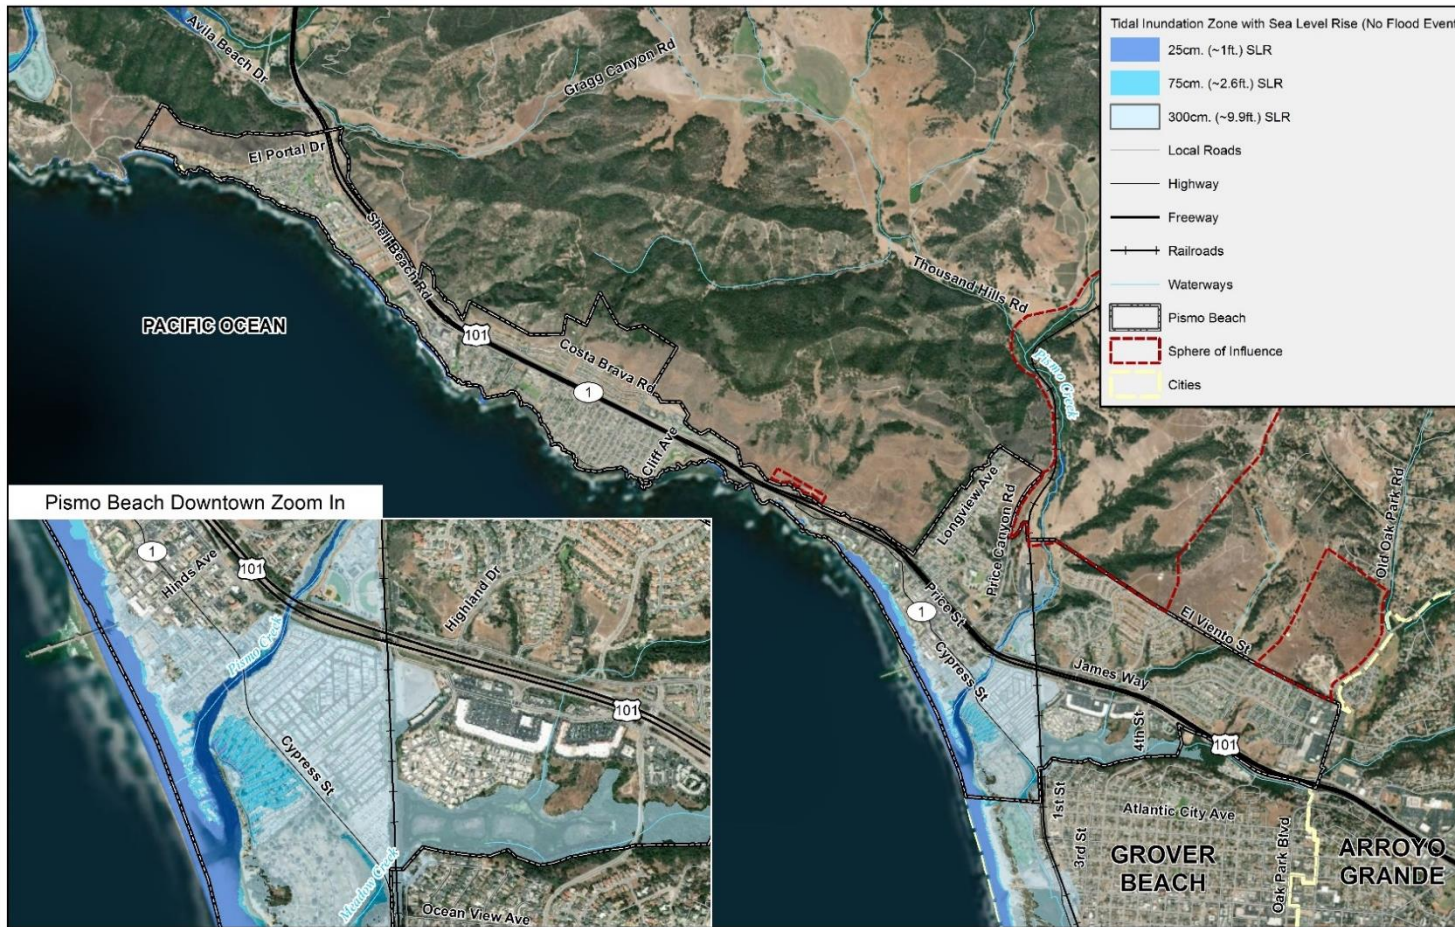 Tidal Inundation Zone with Sea Level Rise (No Flood Event
25cm. (~1ft.) SLR
75cm. (~2.6ft.) SLR
300cm. (~9.9ft.) SLR
Local Roads
Highway
Freeway
Railroads
Waterways
Pismo Beach
Sphere of Influence
Cities
Avila Beach Dr
Gragg Canyon Rd
El Portal Dr
Shell Beach Rd
Thousand Hills Rd
PACIFIC OCEAN
101
Costa Brava Rd
Pismo Creek
1
Cliff Ave
Longview Ave
Price Canyon Rd
Old Oak Park Rd
1
Price St
El Viento St
Cypress St
James Way
4th St
101
1st St
Atlantic City Ave
3rd St
GROVER
BEACH
Oak Park Blvd
ARROYO
GRANDE
Pismo Beach Downtown Zoom In
1
Hinds Ave
101
Highland Dr
Pismo Creek
101
Cypress St
Meadow Creek
Ocean View Ave